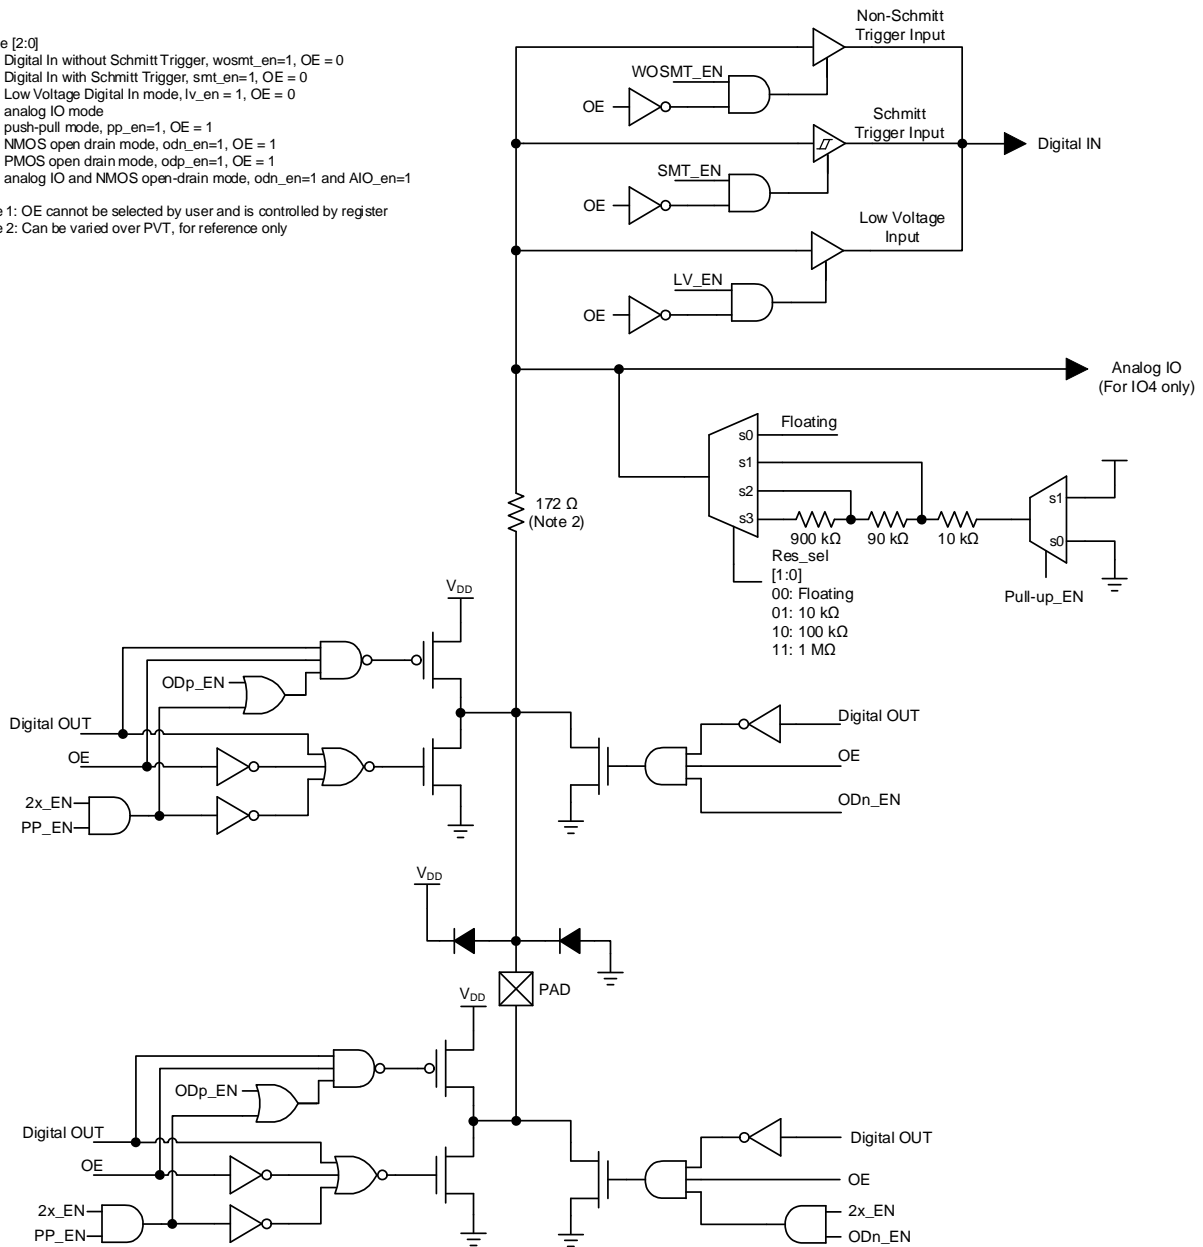 e [2:0]
Digital In without Schmitt Trigger, wosmt_en=1, OE = 0
Digital In with Schmitt Trigger, smt_en=1, OE = 0
Low Voltage Digital In mode, lv_en = 1, OE = 0
analog IO mode
push-pull mode, pp_en=1, OE = 1
NMOS open drain mode, odn_en=1, OE = 1
PMOS open drain mode, odp_en=1, OE = 1
analog IO and NMOS open-drain mode, odn_en=1 and AIO_en=1
e 1: OE cannot be selected by user and is controlled by register
e 2: Can be varied over PVT, for reference only
Non-Schmitt
Trigger Input
WOSMT_EN
OE
Schmitt
Trigger Input
Digital IN
SMT_EN
OE
Low Voltage
Input
LV_EN
OE
Analog IO
(For IO4 only)
Floating
s0
s1
s2
s3
900 kΩ
90 kΩ
10 kΩ
s1
s0
Pull-up_EN
Res_sel
[1:0]
00: Floating
01: 10 kΩ
10: 100 kΩ
11: 1 MΩ
172 Ω
(Note 2)
VDD
ODp_EN
Digital OUT
OE
2x_EN
PP_EN
Digital OUT
OE
ODn_EN
VDD
PAD
VDD
ODp_EN
Digital OUT
OE
2x_EN
PP_EN
Digital OUT
OE
2x_EN
ODn_EN